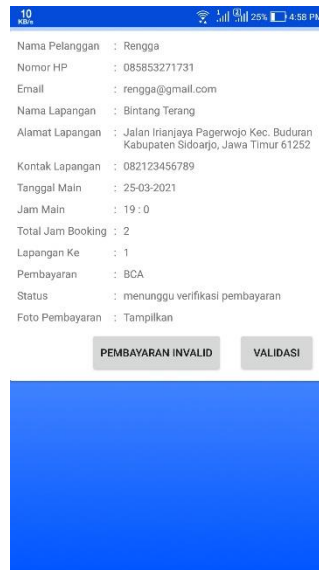 10 KB/s 1 3 25% 4:58 PM
Nama Pelanggan : Rengga
Nomor HP : 085853271731
Email : rengga@gmail.com
Nama Lapangan : Bintang Terang
Alamat Lapangan : Jalan Irianjaya Pagerwojo Kec. Buduran
Kabupaten Sidoarjo, Jawa Timur 61252
Kontak Lapangan : 082123456789
Tanggal Main : 25-03-2021
Jam Main : 19 : 0
Total Jam Booking : 2
Lapangan Ke : 1
Pembayaran : BCA
Status : menunggu verifikasi pembayaran
Foto Pembayaran : Tampilkan
PEMBAYARAN INVALID VALIDASI